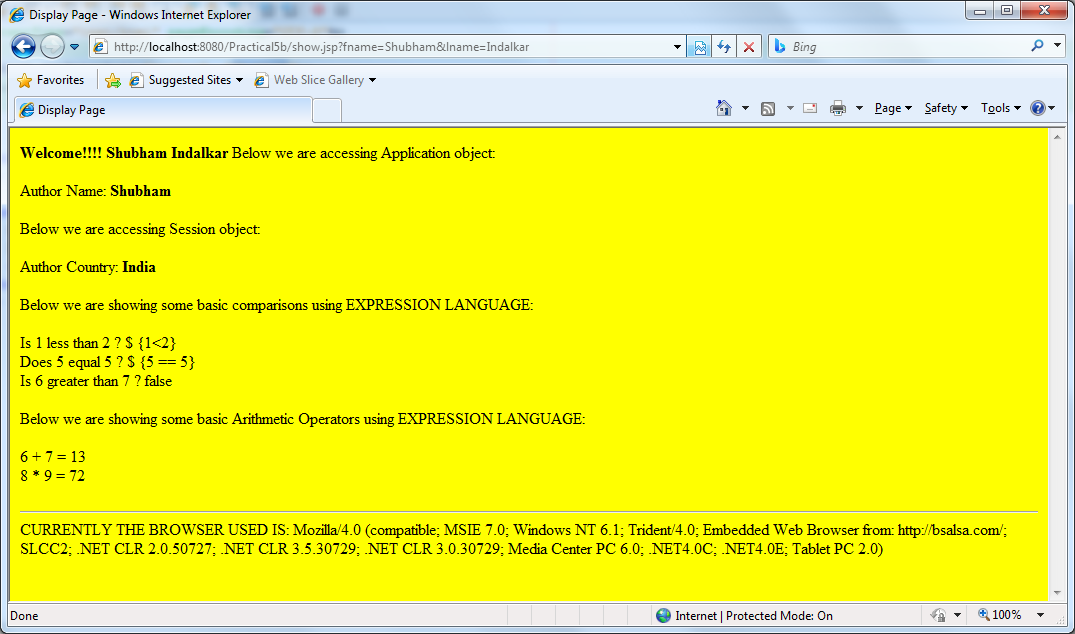 Display Page - Windows Internet Explorer
http://localhost:8080/Practical5b/show.jsp?fname=Shubham&lname=Indalkar
Bing
Favorites
Suggested Sites
Web Slice Gallery
Display Page
Page
Safety
Tools
Welcome!!!! Shubham Indalkar Below we are accessing Application object:
Author Name: Shubham
Below we are accessing Session object:
Author Country: India
Below we are showing some basic comparisons using EXPRESSION LANGUAGE:
Is 1 less than 2 ? $ {1<2}
Does 5 equal 5 ? $ {5 == 5}
Is 6 greater than 7 ? false
Below we are showing some basic Arithmetic Operators using EXPRESSION LANGUAGE:
6 + 7 = 13
8 * 9 = 72
CURRENTLY THE BROWSER USED IS: Mozilla/4.0 (compatible; MSIE 7.0; Windows NT 6.1; Trident/4.0; Embedded Web Browser from: http://bsalsa.com/;
SLCC2; .NET CLR 2.0.50727; .NET CLR 3.5.30729; .NET CLR 3.0.30729; Media Center PC 6.0; .NET4.0C; .NET4.0E; Tablet PC 2.0)
Done
Internet | Protected Mode: On
100%